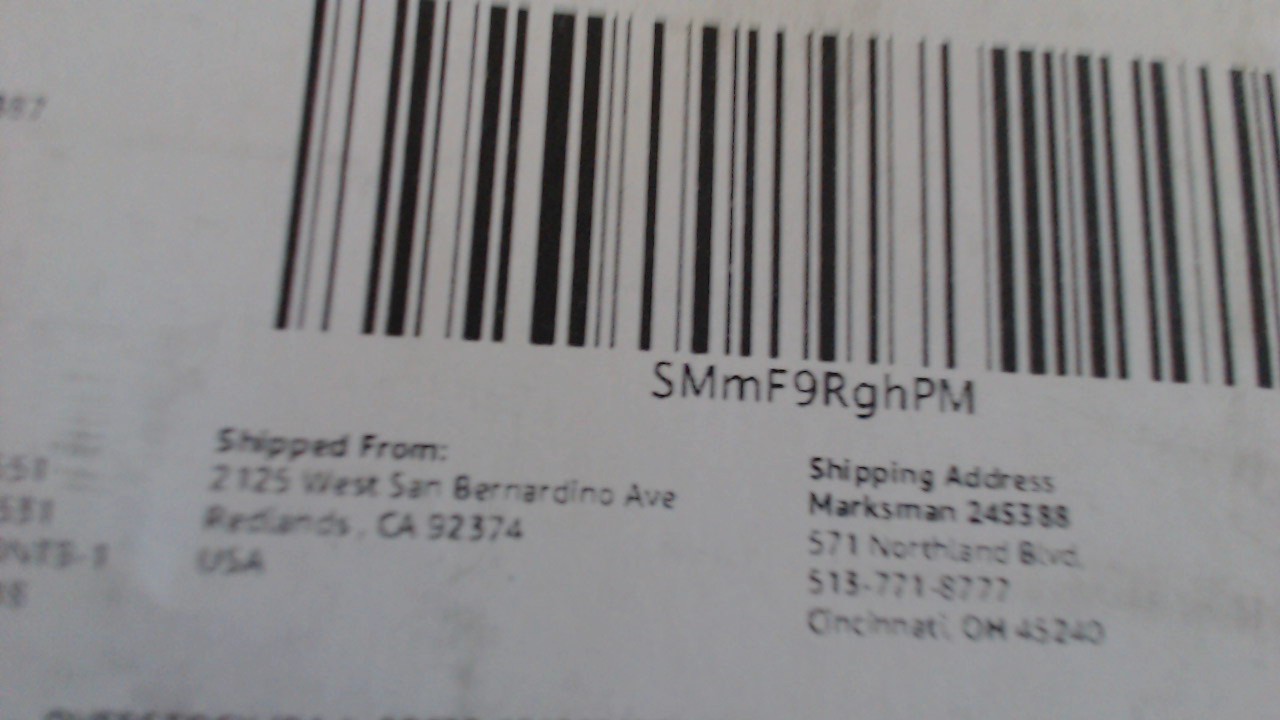 SMmF9RghPM
Shipped From:
2125 West San Bernardino Ave
Redlands, CA 92374
USA
Shipping Address
Marksman 245388
571 Northland Blvd.
513-771-8777
Cincinnati, OH 45240